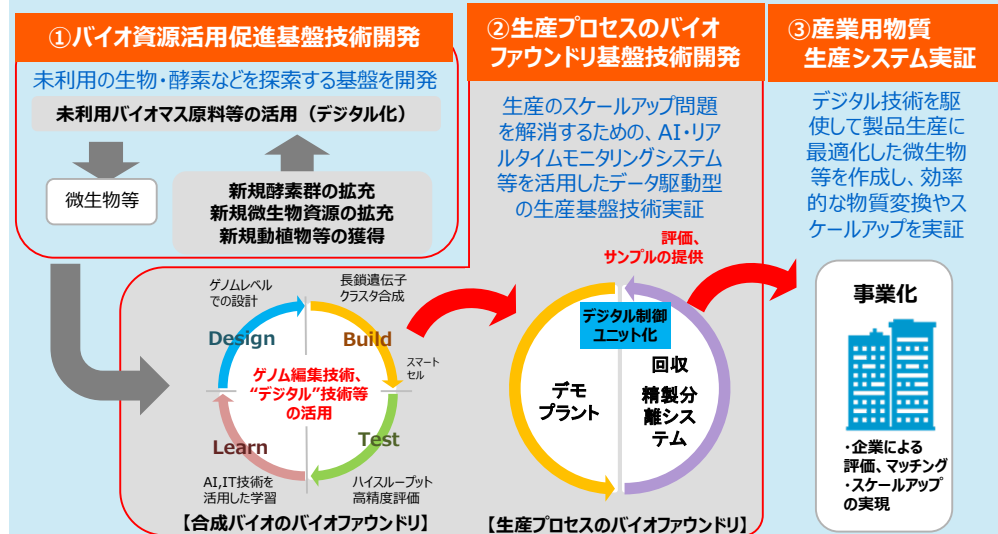 ①バイオ資源活用促進基盤技術開発
未利用の生物・酵素などを探索する基盤を開発
未利用バイオマス原料等の活用（デジタル化）
微生物等
新規酵素群の拡充
新規微生物資源の拡充
新規動植物等の獲得
②生産プロセスのバイオ
ファウンドリ基盤技術開発
生産のスケールアップ問題
を解消するための、AI・リア
ルタイムモニタリングシステム
等を活用したデータ駆動型
の生産基盤技術実証
③産業用物質
生産システム実証
デジタル技術を駆
使して製品生産に
最適化した微生物
等を作成し、効率
的な物質変換やス
ケールアップを実証
ゲノムレベル
での設計
長鎖遺伝子
クラスタ合成
Design
Build
スマート
セル
ゲノム編集技術、
“デジタル”技術等
の活用
Learn
Test
AI,IT技術を
活用した学習
ハイスループット
高精度評価
【合成バイオのバイオファウンドリ】
評価、
サンプルの提供
デジタル制御
ユニット化
デモ
プラント
回収
精製分
離シス
テム
【生産プロセスのバイオファウンドリ】
事業化
・企業による
評価、マッチング
・スケールアップ
の実現